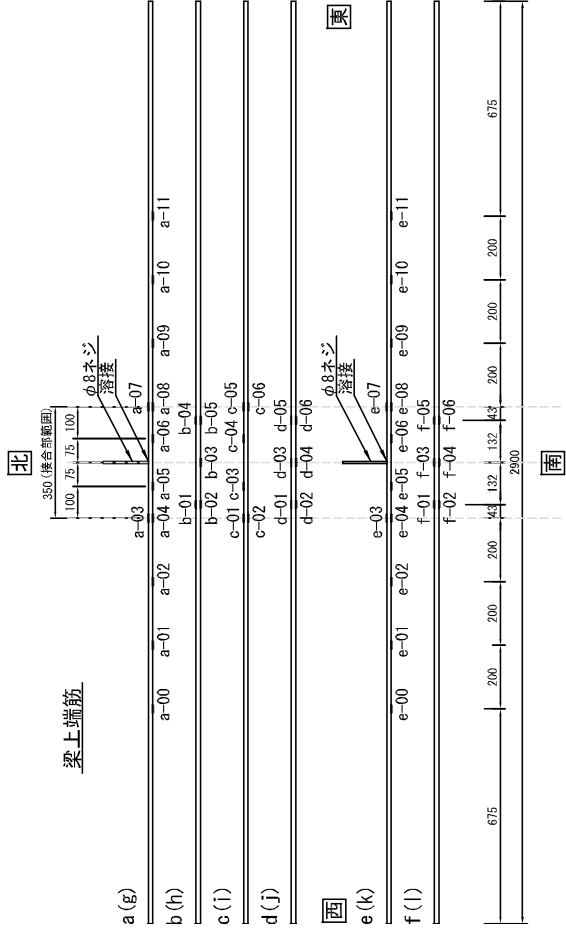 北
東
西
南
梁上端筋
350(接合部範囲)
100
75
75
100
φ8ネジ
溶接
a(g)
a-00
a-01
a-02
a-03
a-04
a-05
a-06
a-07
a-08
a-09
a-10
a-11
b(h)
b-01
b-02
b-03
b-04
b-05
c(i)
c-01
c-02
c-03
c-04
c-05
c-06
d(j)
d-01
d-02
d-03
d-04
d-05
d-06
φ8ネジ
溶接
e(k)
e-00
e-01
e-02
e-03
e-04
e-05
e-06
e-07
e-08
e-09
e-10
e-11
f(l)
f-01
f-02
f-03
f-04
f-05
f-06
675
200
200
200
43
132
132
43
200
200
200
675
2900